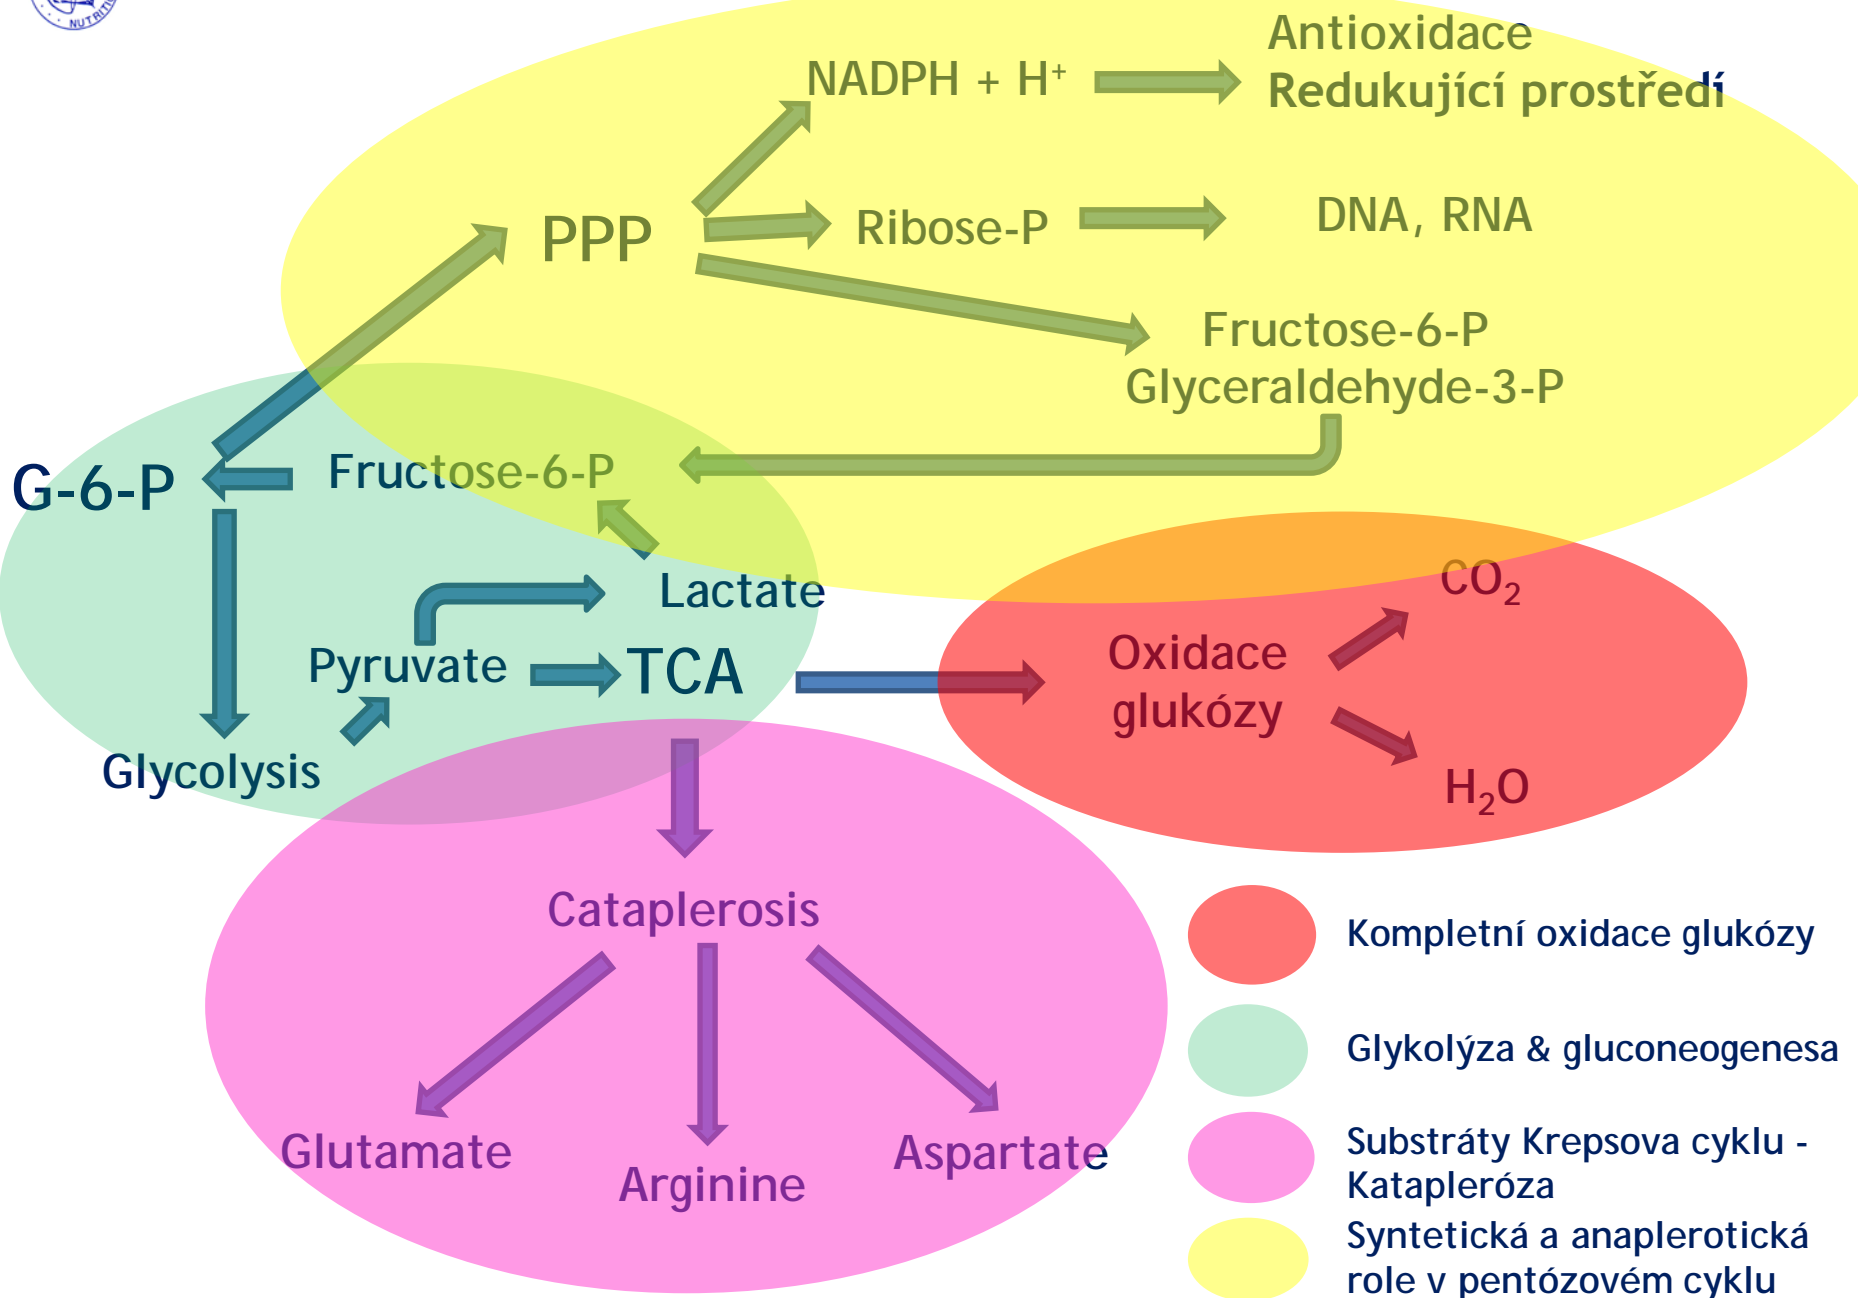 NUTRITI
Antioxidace
NADPH + H⁺
Redukující prostředí
PPP
Ribose-P
DNA, RNA
Fructose-6-P
Glyceraldehyde-3-P
G-6-P
Fructose-6-P
Lactate
CO₂
Pyruvate
TCA
Oxidace
glukózy
Glycolysis
H₂O
Cataplerosis
Glutamate
Arginine
Aspartate
Kompletní oxidace glukózy
Glykolýza & gluconeogenesa
Substráty Krepsova cyklu -
Katapleróza
Syntetická a anaplerotická
role v pentózovém cyklu